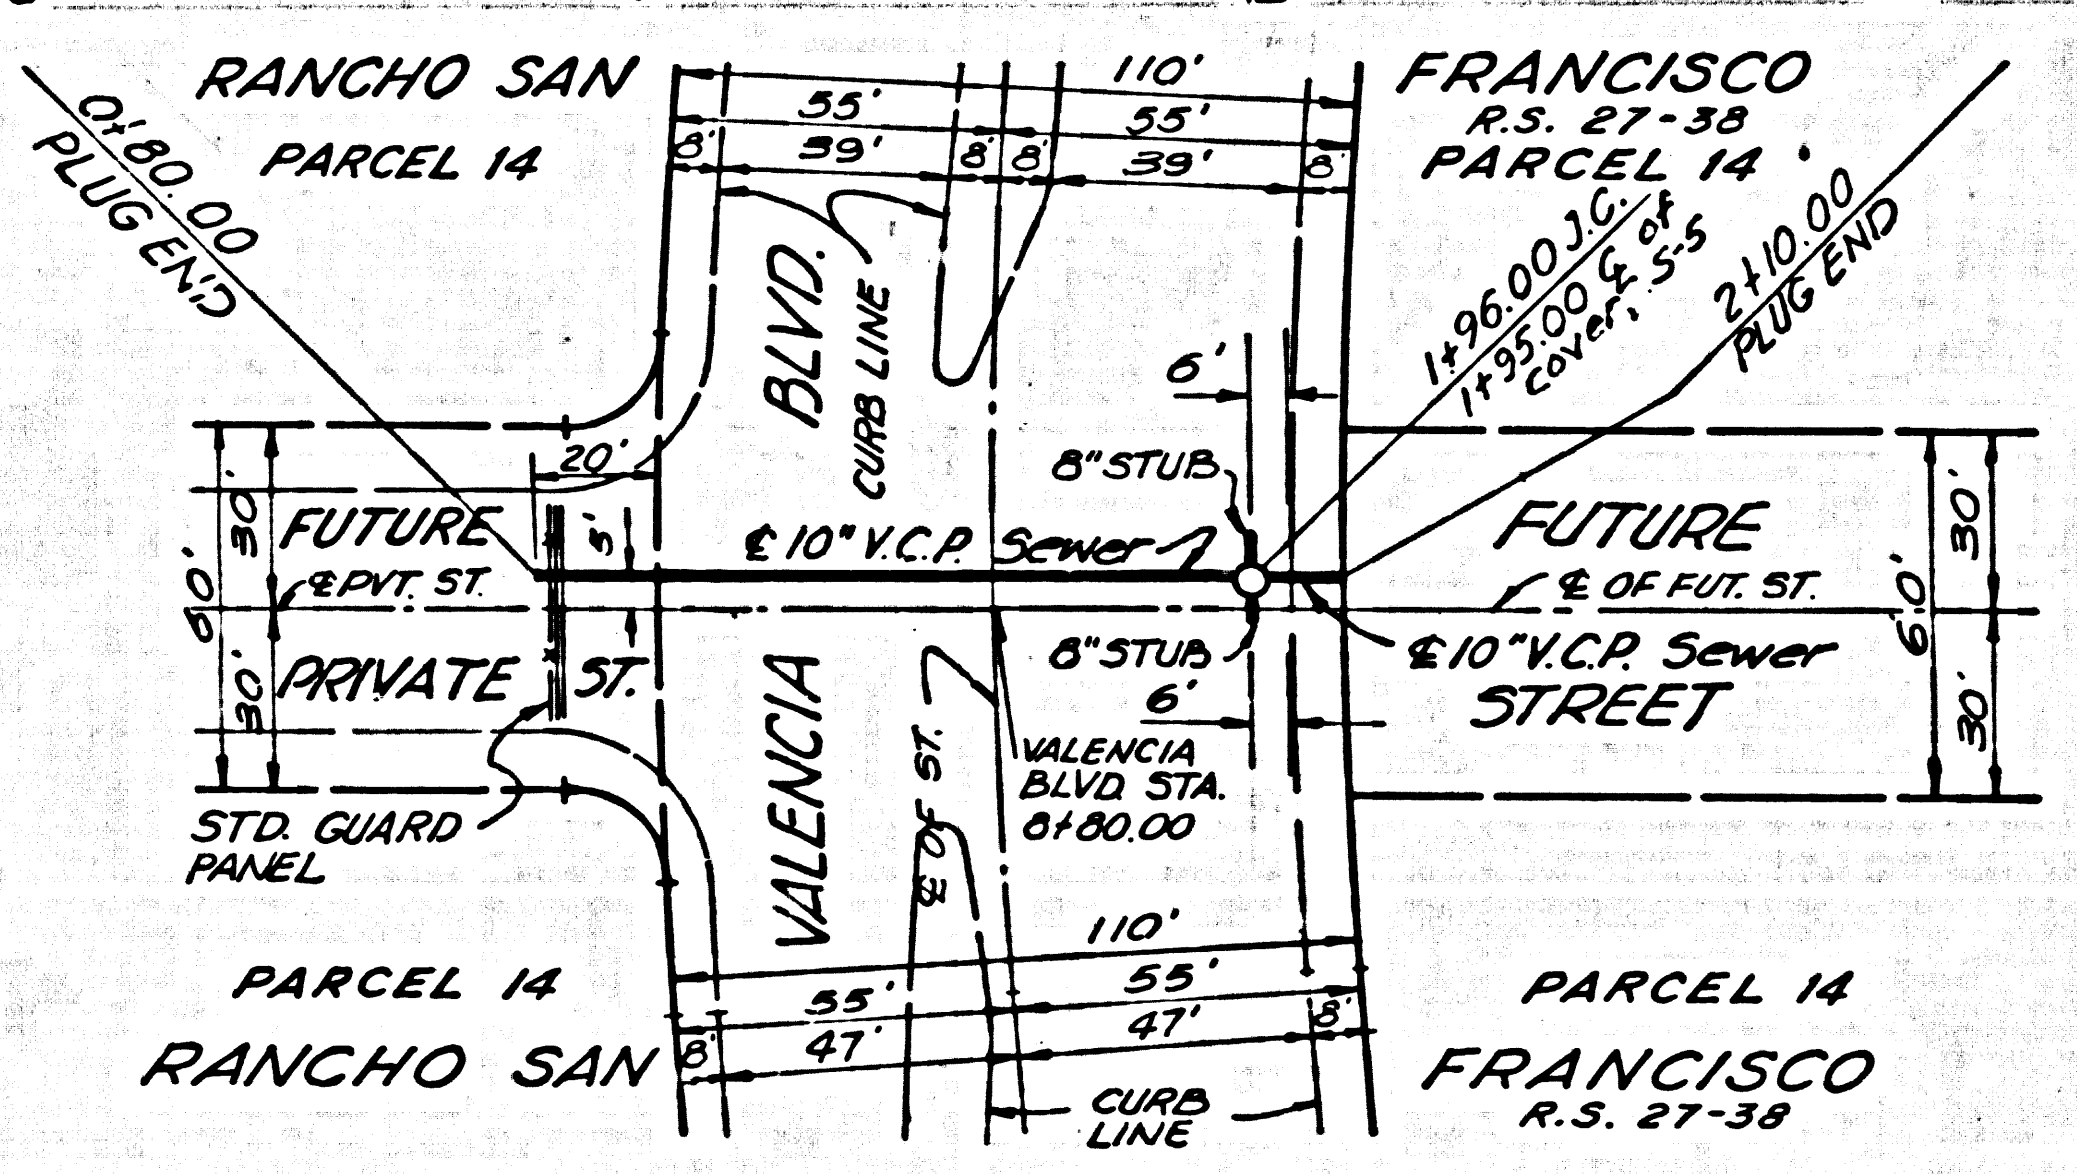 RANCHO SAN
PARCEL 14
0+80.00
PLUG END
110'
55'
55'
8'
39'
8'
8'
39'
8'
FRANCISCO
R.S. 27-38
PARCEL 14
1+96.00 J.C.
1+95.00 ℄ of
cover, S-S
2+10.00
PLUG END
BLVD.
CURB LINE
6'
8" STUB
20'
5'
℄ 10" V.C.P. Sewer
60'
30'
30'
FUTURE
℄ PVT. ST.
PRIVATE ST.
STD. GUARD
PANEL
FUTURE
℄ OF FUT. ST.
℄ 10" V.C.P. Sewer
STREET
60'
30'
30'
8" STUB
6'
VALENCIA
℄ OF ST.
VALENCIA
BLVD. STA.
8+80.00
110'
55'
55'
8'
47'
47'
8'
CURB
LINE
PARCEL 14
RANCHO SAN
PARCEL 14
FRANCISCO
R.S. 27-38